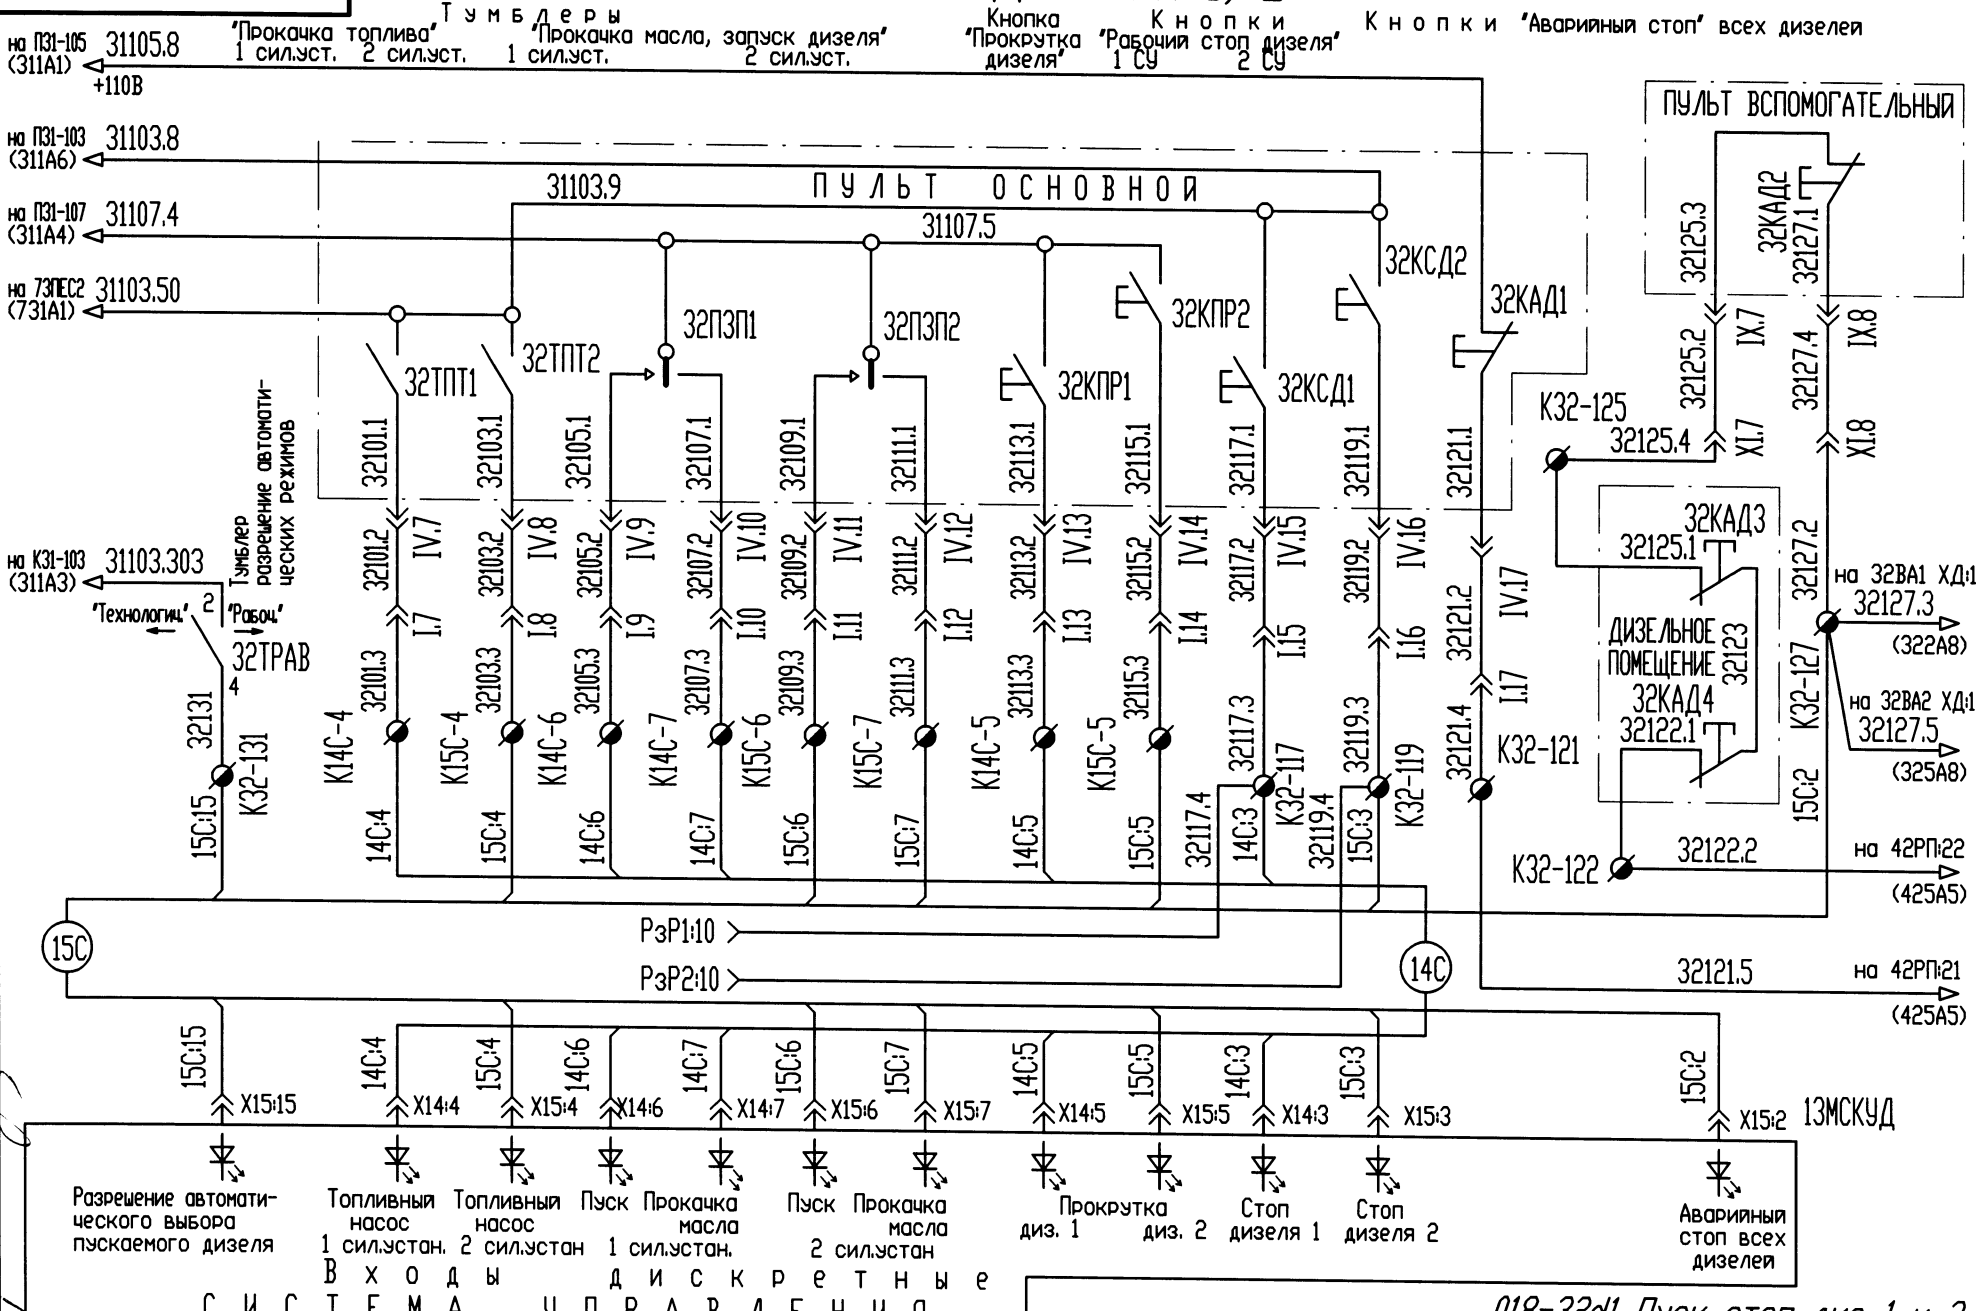 Тумблеры
"Прокачка топлива"
1 сил.уст. 2 сил.уст.
"Прокачка масла, запуск дизеля"
1 сил.уст. 2 сил.уст.
Кнопка
"Прокрутка
дизеля"
Кнопки
"Рабочий стоп дизеля"
1 СУ 2 СУ
Кнопки "Аварийный стоп" всех дизелей
на П31-105 31105.8
(311А1)
+110В
на П31-103 31103.8
(311А6)
на П31-107 31107.4
(311А4)
на 73ПЕС2 31103.50
(731А1)
31103.9
ПУЛЬТ ОСНОВНОЙ
31107.5
ПУЛЬТ ВСПОМОГАТЕЛЬНЫЙ
32КАД2
32125.3
32127.1
32ТПТ1
32ТПТ2
32ПЗП1
32ПЗП2
32КПР1
32КПР2
32КСД1
32КСД2
32КАД1
32125.2
IX.7
32127.4
IX.8
К32-125
32125.4
XI.7
XI.8
32101.1
32103.1
32105.1
32107.1
32109.1
32111.1
32113.1
32115.1
32117.1
32119.1
32121.1
Тумблер
разрешение автомати-
ческих режимов
на К31-103 31103.303
(311А3)
"Технологич." 2 "Рабоч."
32ТРАВ
4
32131
К32-131
15С:15
32101.2
IV.7
32103.2
IV.8
32105.2
IV.9
32107.2
IV.10
32109.2
IV.11
32111.2
IV.12
32113.2
IV.13
32115.2
IV.14
32117.2
IV.15
32119.2
IV.16
32121.2
IV.17
I.7
I.8
I.9
I.10
I.11
I.12
I.13
I.14
I.15
I.16
I.17
32101.3
32103.3
32105.3
32107.3
32109.3
32111.3
32113.3
32115.3
32117.3
32119.3
32121.4
К14С-4
К15С-4
К14С-6
К14С-7
К15С-6
К15С-7
К14С-5
К15С-5
К32-117
К32-119
К32-121
14С:4
15С:4
14С:6
14С:7
15С:6
15С:7
14С:5
15С:5
32117.4
14С:3
32119.4
15С:3
32КАД3
32125.1
ДИЗЕЛЬНОЕ
ПОМЕЩЕНИЕ
32123
32КАД4
32122.1
32127.2
на 32ВА1 ХД:1
32127.3
(322А8)
К32-127
на 32ВА2 ХД:1
32127.5
(325А8)
15С:2
К32-122
32122.2
на 42РП:22
(425А5)
15С
РзР1:10
РзР2:10
14С
32121.5
на 42РП:21
(425А5)
15С:15
14С:4
15С:4
14С:6
14С:7
15С:6
15С:7
14С:5
15С:5
14С:3
15С:3
15С:2
Х15:15
Х14:4
Х15:4
Х14:6
Х14:7
Х15:6
Х15:7
Х14:5
Х15:5
Х14:3
Х15:3
Х15:2
13МСКУД
Разрешение автомати-
ческого выбора
пускаемого дизеля
Топливный
насос
1 сил.устан.
Топливный
насос
2 сил.устан
Пуск Прокачка
масла
1 сил.устан.
Пуск Прокачка
масла
2 сил.устан
Прокрутка
диз. 1 диз. 2
Стоп
дизеля 1
Стоп
дизеля 2
Аварийный
стоп всех
дизелей
Входы дискретные
СИСТЕМА УПРАВЛЕНИЯ